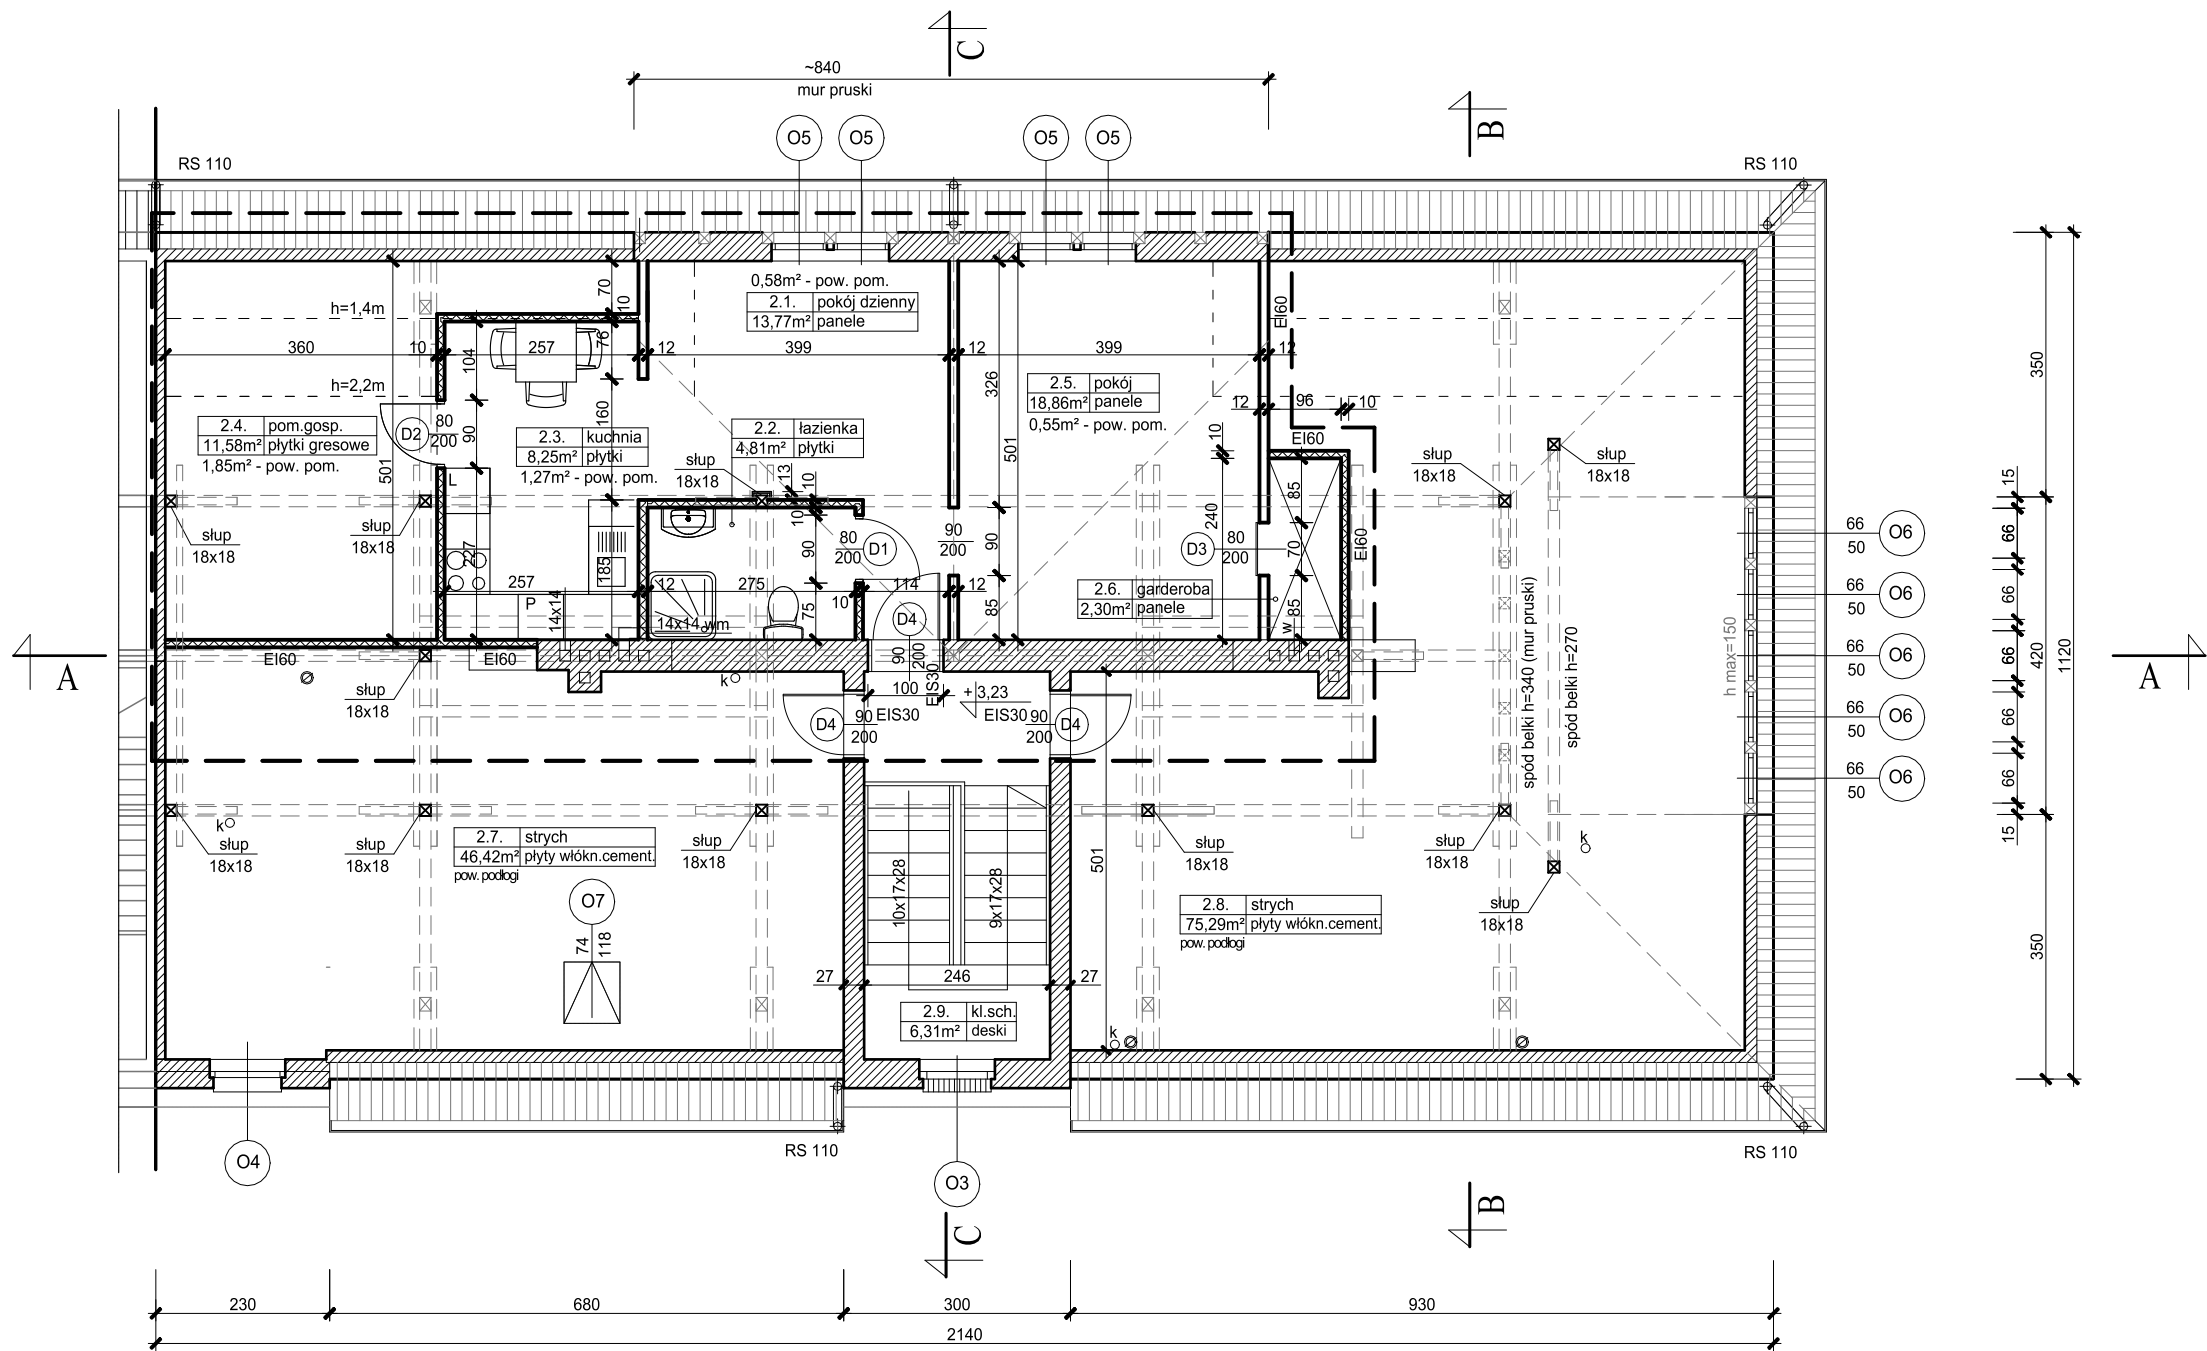 C
~840
mur pruski
B
O5
O5
O5
O5
RS 110
RS 110
0,58m² - pow. pom.
2.1. pokój dzienny
13,77m² panele
h=1,4m
70
10
76
EI60
360
10
257
12
399
12
399
12
104
h=2,2m
160
326
350
2.5. pokój
18,86m² panele
0,55m² - pow. pom.
12
96
10
2.4. pom.gosp.
11,58m² płytki gresowe
1,85m² - pow. pom.
D2
80
200
90
501
2.3. kuchnia
8,25m² płytki
1,27m² - pow. pom.
2.2. łazienka
4,81m² płytki
słup
18x18
13
10
10
501
10
EI60
słup
18x18
słup
18x18
L
85
240
15
słup
18x18
słup
18x18
227
257
185
P
14x14
12
275
90
75
10
80
200
D1
114
90
200
12
90
85
D3
80
200
70
EI60
85
w
2.6. garderoba
2,30m² panele
14x14 wm
D4
90
200
EIS30
100
66
50
O6
66
50
O6
66
50
O6
66
50
O6
66
50
O6
66
66
66
66
66
420
1120
h max=150
spód belki h=340 (mur pruski)
spód belki h=270
A
A
EI60
EI60
słup
18x18
k
+ 3,23
EIS30
EIS30
D4
90
200
90
200
D4
k
słup
18x18
słup
18x18
słup
18x18
słup
18x18
słup
18x18
k
15
2.7. strych
46,42m² płyty włókn.cement.
pow. podłogi
O7
74
118
10x17x28
9x17x28
501
2.8. strych
75,29m² płyty włókn.cement.
pow. podłogi
słup
18x18
350
27
246
27
2.9. kl.sch.
6,31m² deski
k
RS 110
RS 110
O4
O3
C
B
230
680
300
930
2140